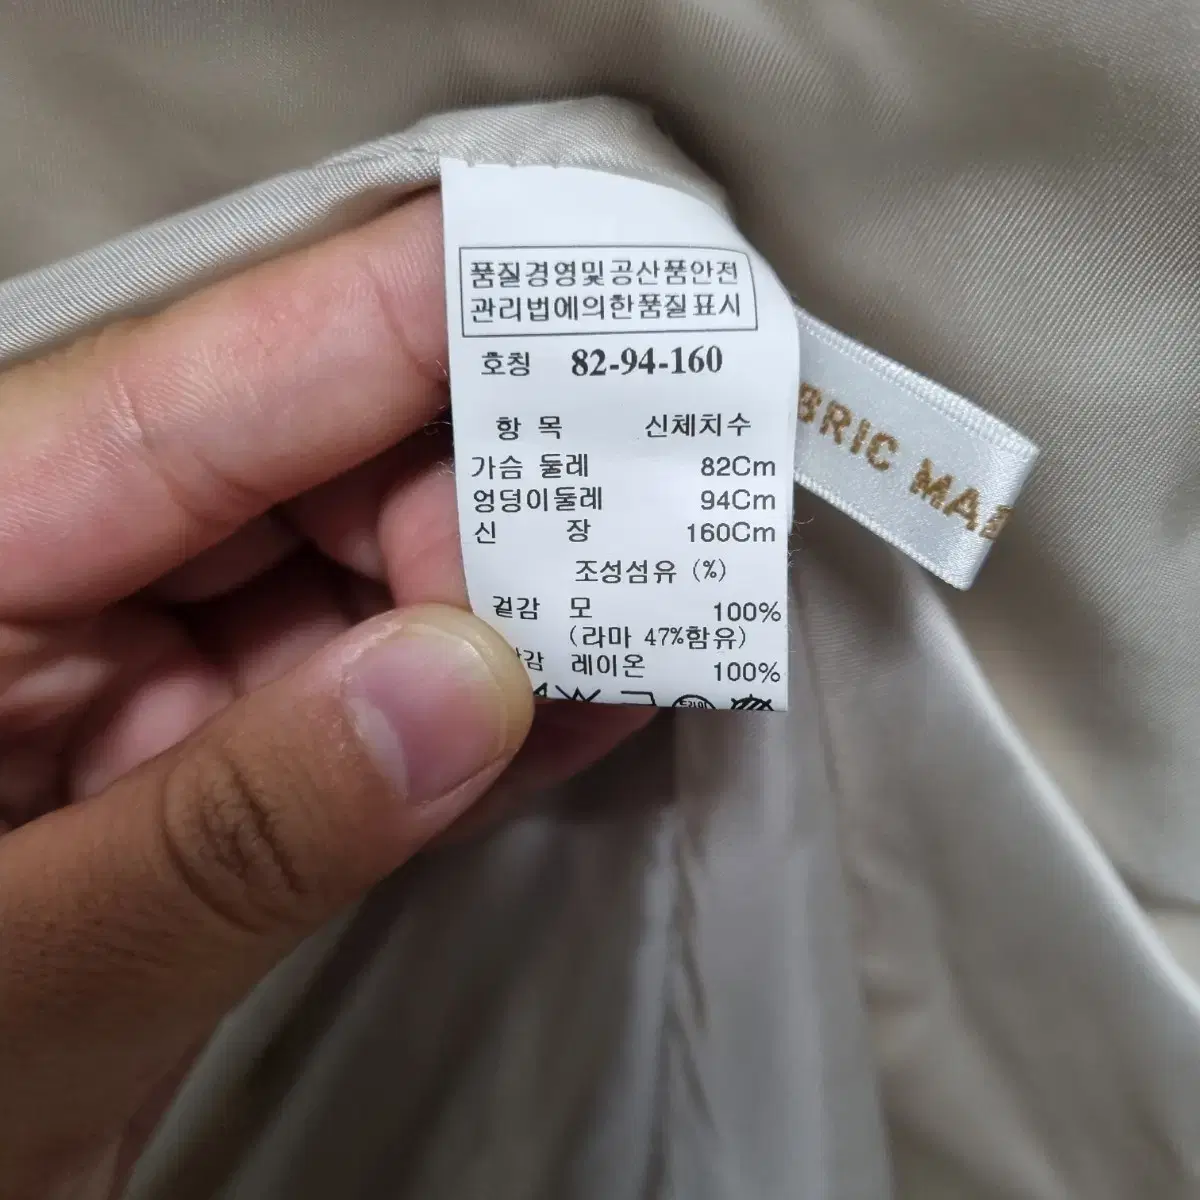 품질경영및공산품안전
관리법에의한품질표시
호칭 82-94-160
항 목 신체치수
가슴 둘레 82Cm
엉덩이둘레 94Cm
신 장 160Cm
조성섬유 (%)
겉감 모 100%
(라마 47%함유)
레이온 100%
드라이
BRIC MA